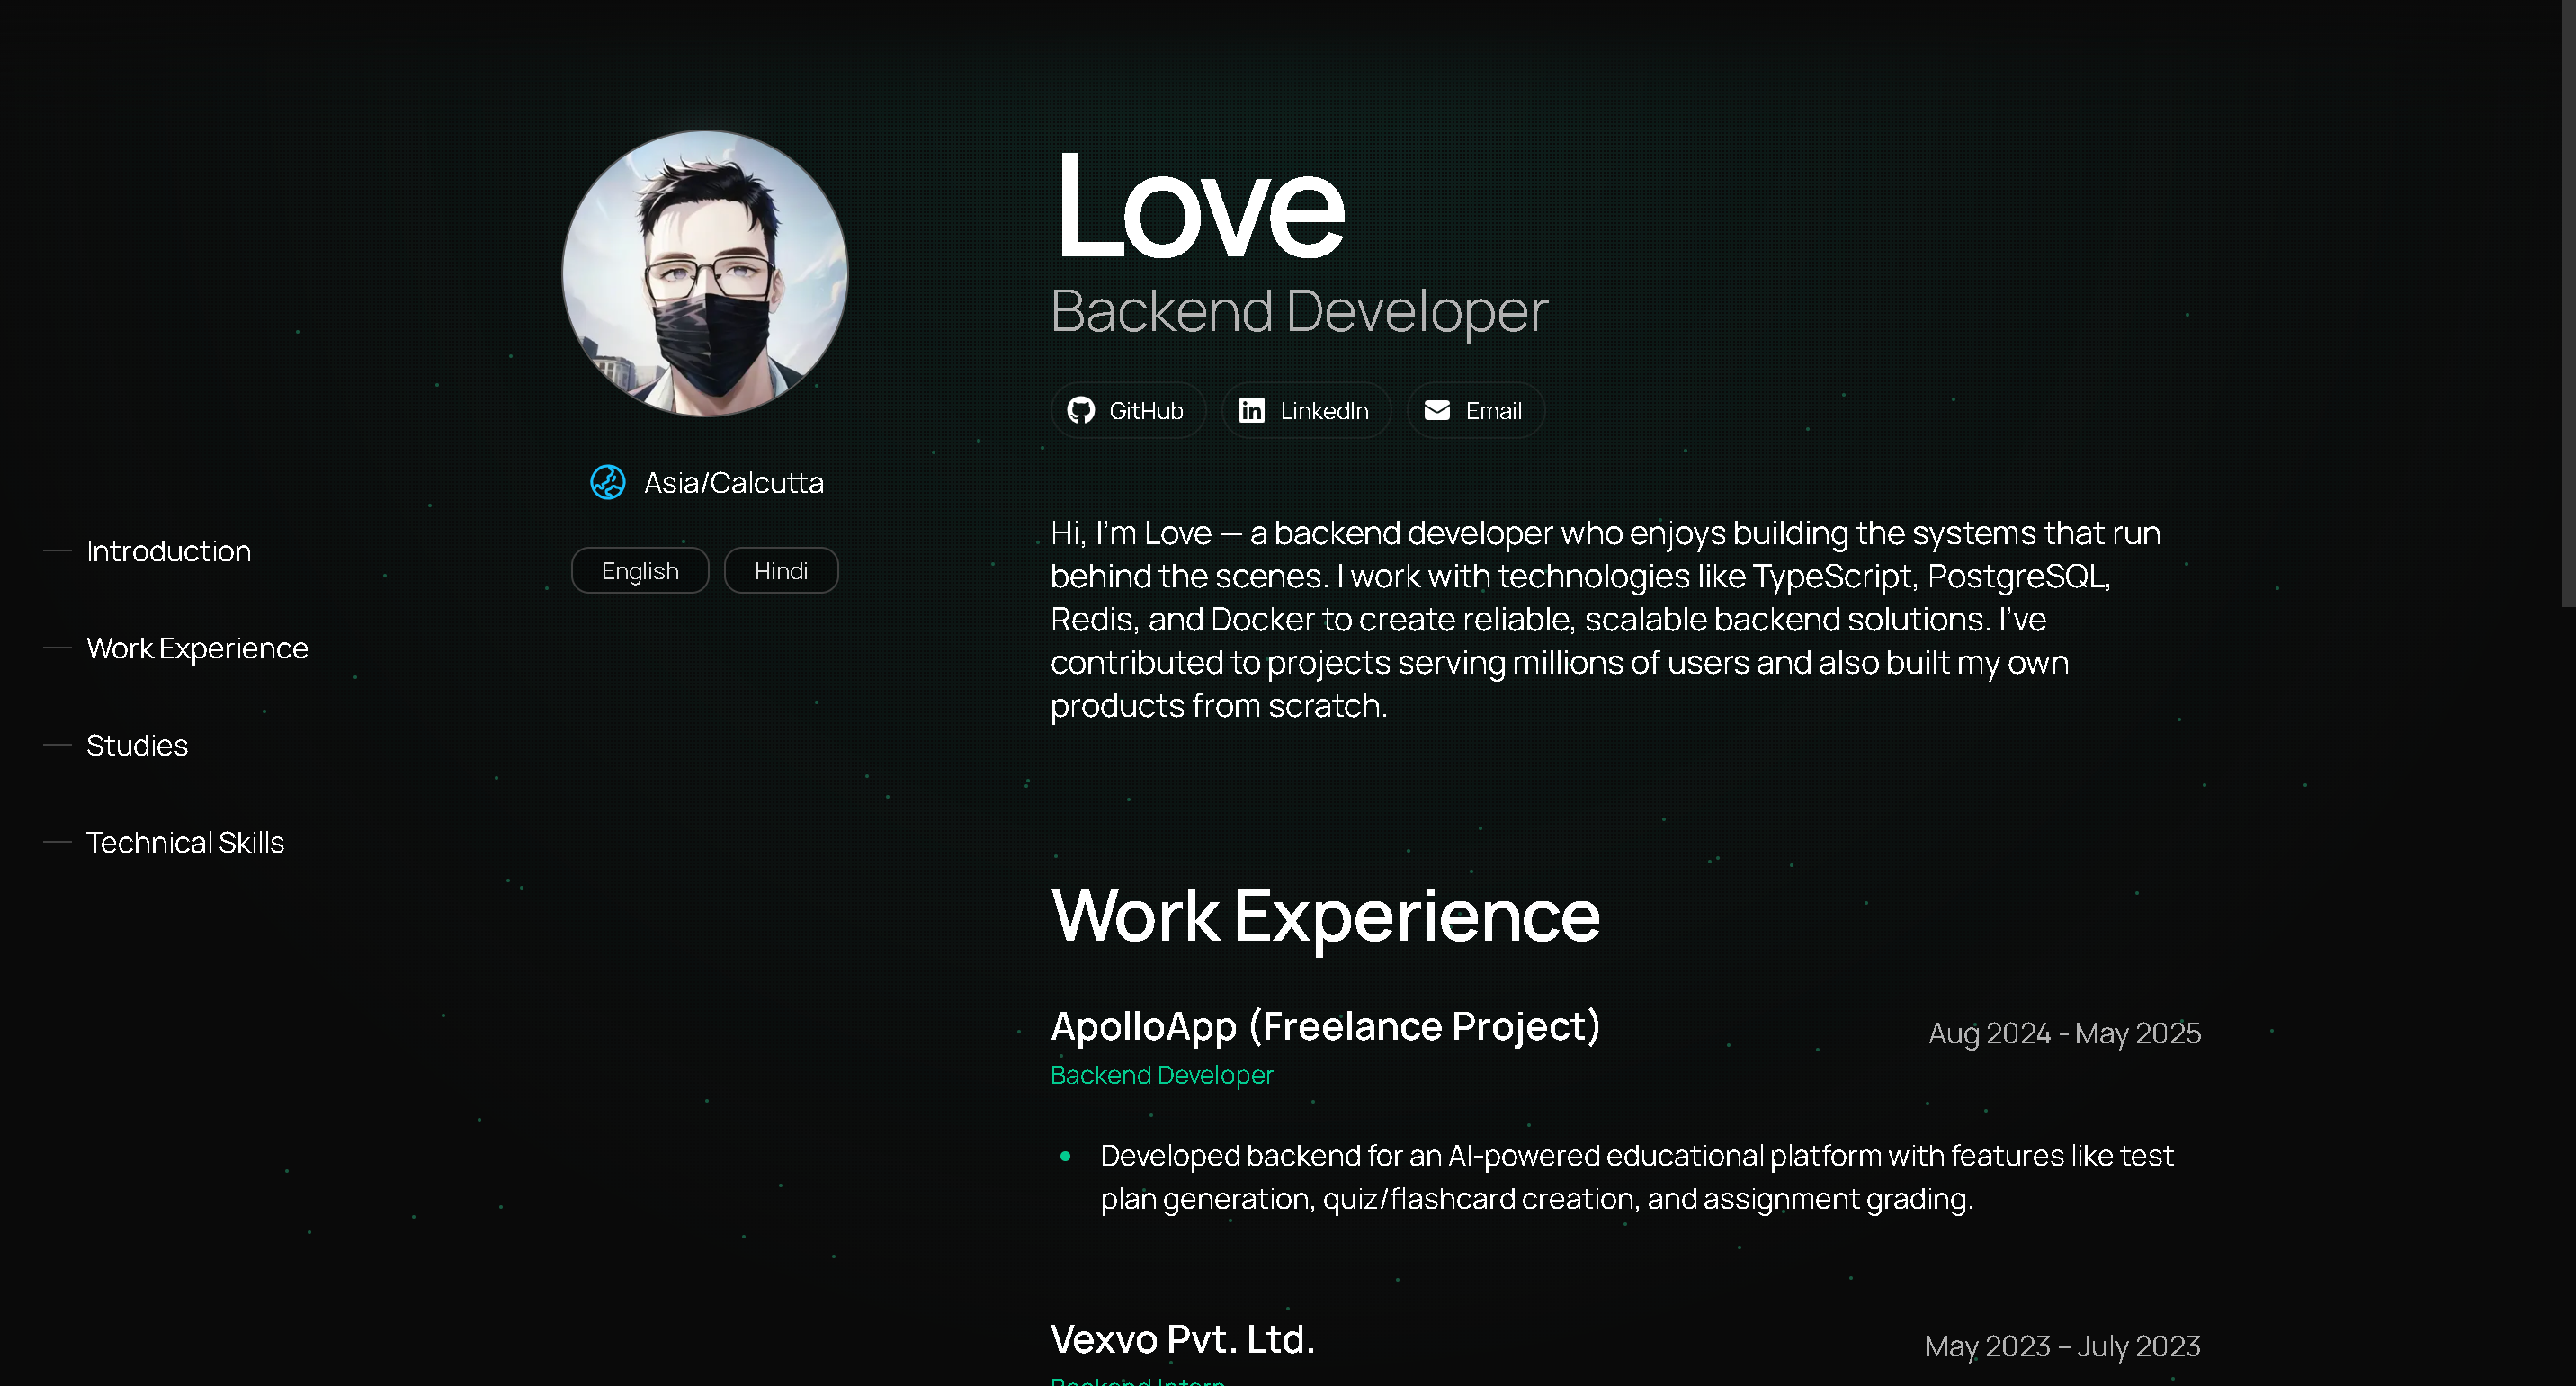 Love
Backend Developer
GitHub
LinkedIn
Email
Asia/Calcutta
English
Hindi
Introduction
Work Experience
Studies
Technical Skills
Hi, I'm Love — a backend developer who enjoys building the systems that run
behind the scenes. I work with technologies like TypeScript, PostgreSQL,
Redis, and Docker to create reliable, scalable backend solutions. I've
contributed to projects serving millions of users and also built my own
products from scratch.
Work Experience
ApolloApp (Freelance Project)
Aug 2024 - May 2025
Backend Developer
Developed backend for an AI-powered educational platform with features like test
plan generation, quiz/flashcard creation, and assignment grading.
Vexvo Pvt. Ltd.
May 2023 – July 2023
Backend Intern